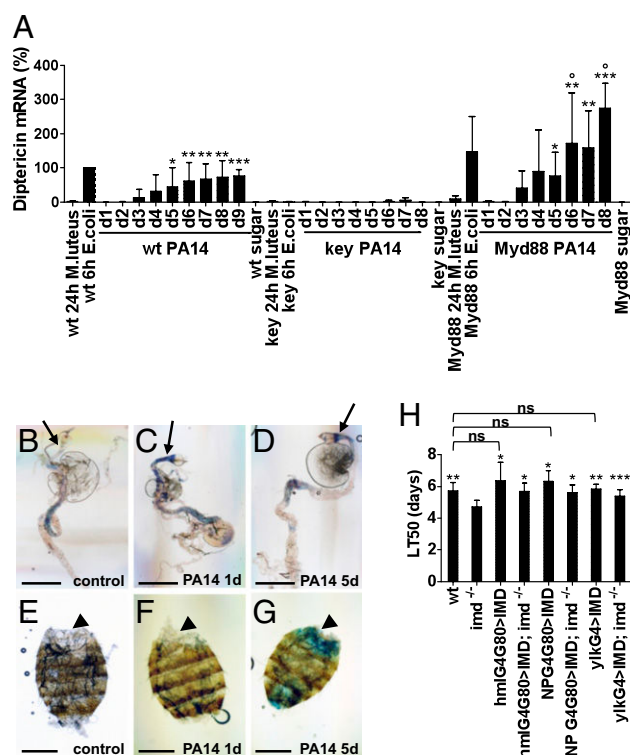 A
Diptericin mRNA (%)
400
300
200
100
0
* ** ** ** ***
° °
* ** ** ***
wt 24h M.luteus
wt 6h E.coli
d1 d2 d3 d4 d5 d6 d7 d8 d9
wt PA14
wt sugar
key 24h M.luteus
key 6h E.coli
d1 d2 d3 d4 d5 d6 d7 d8
key PA14
key sugar
Myd88 24h M.luteus
Myd88 6h E.coli
d1 d2 d3 d4 d5 d6 d7 d8
Myd88 PA14
Myd88 sugar
B
control
C
PA14 1d
D
PA14 5d
E
control
F
PA14 1d
G
PA14 5d
H
ns
ns
ns
LT50 (days)
8
6
4
2
0
** * * * * ** ***
wt
imd -/-
hmlG4G80>IMD
hmlG4G80>IMD; imd -/-
NPG4G80>IMD
NP G4G80>IMD; imd -/-
ylkG4>IMD
ylkG4>IMD; imd -/-